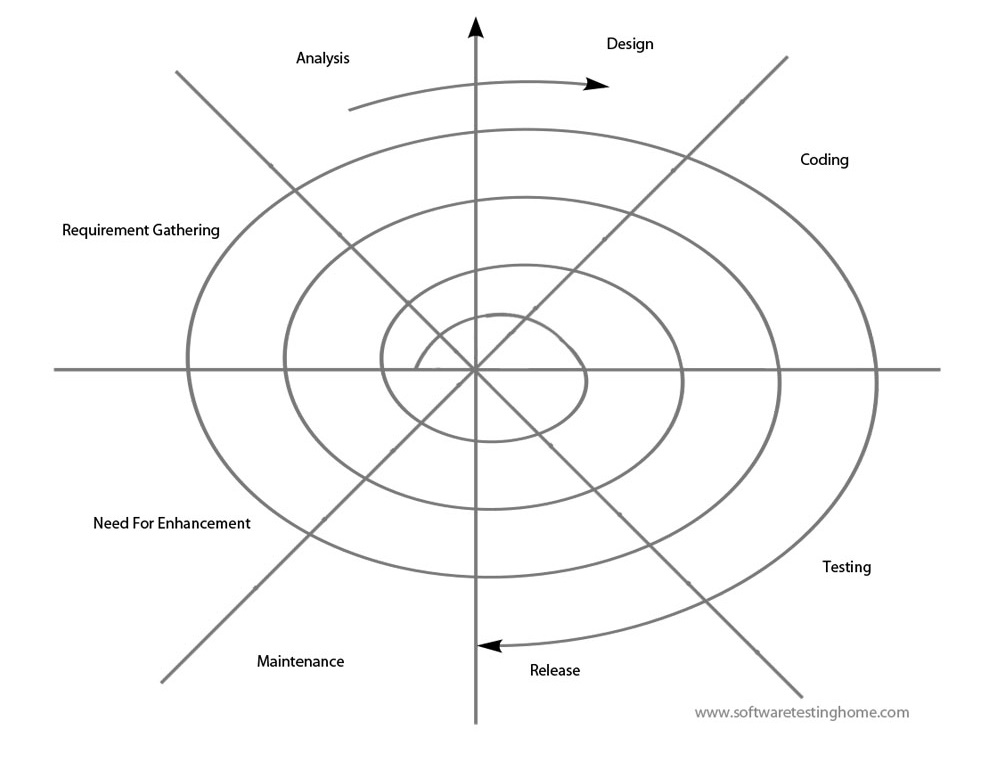 Analysis
Design
Coding
Requirement Gathering
Need For Enhancement
Testing
Maintenance
Release
www.softwaretestinghome.com